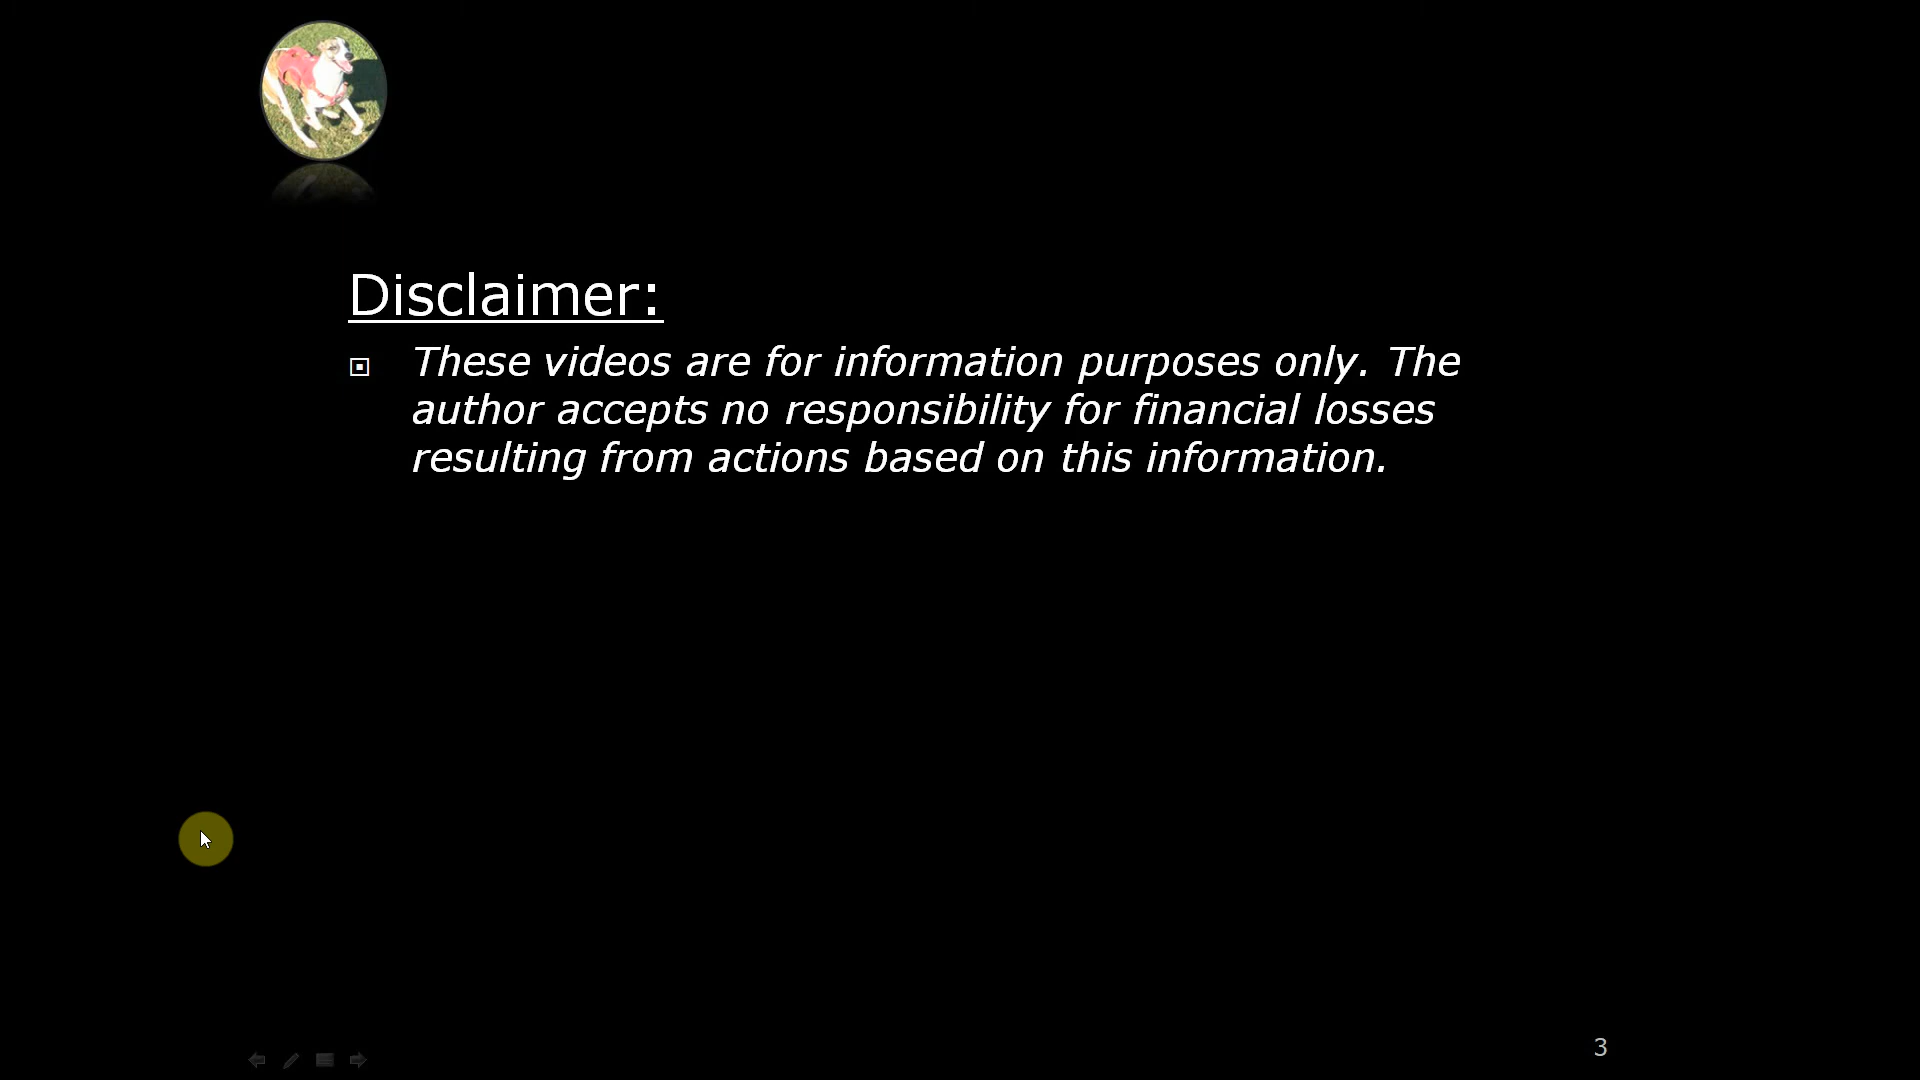 Disclaimer:
These videos are for information purposes only. The
author accepts no responsibility for financial losses
resulting from actions based on this information.
3